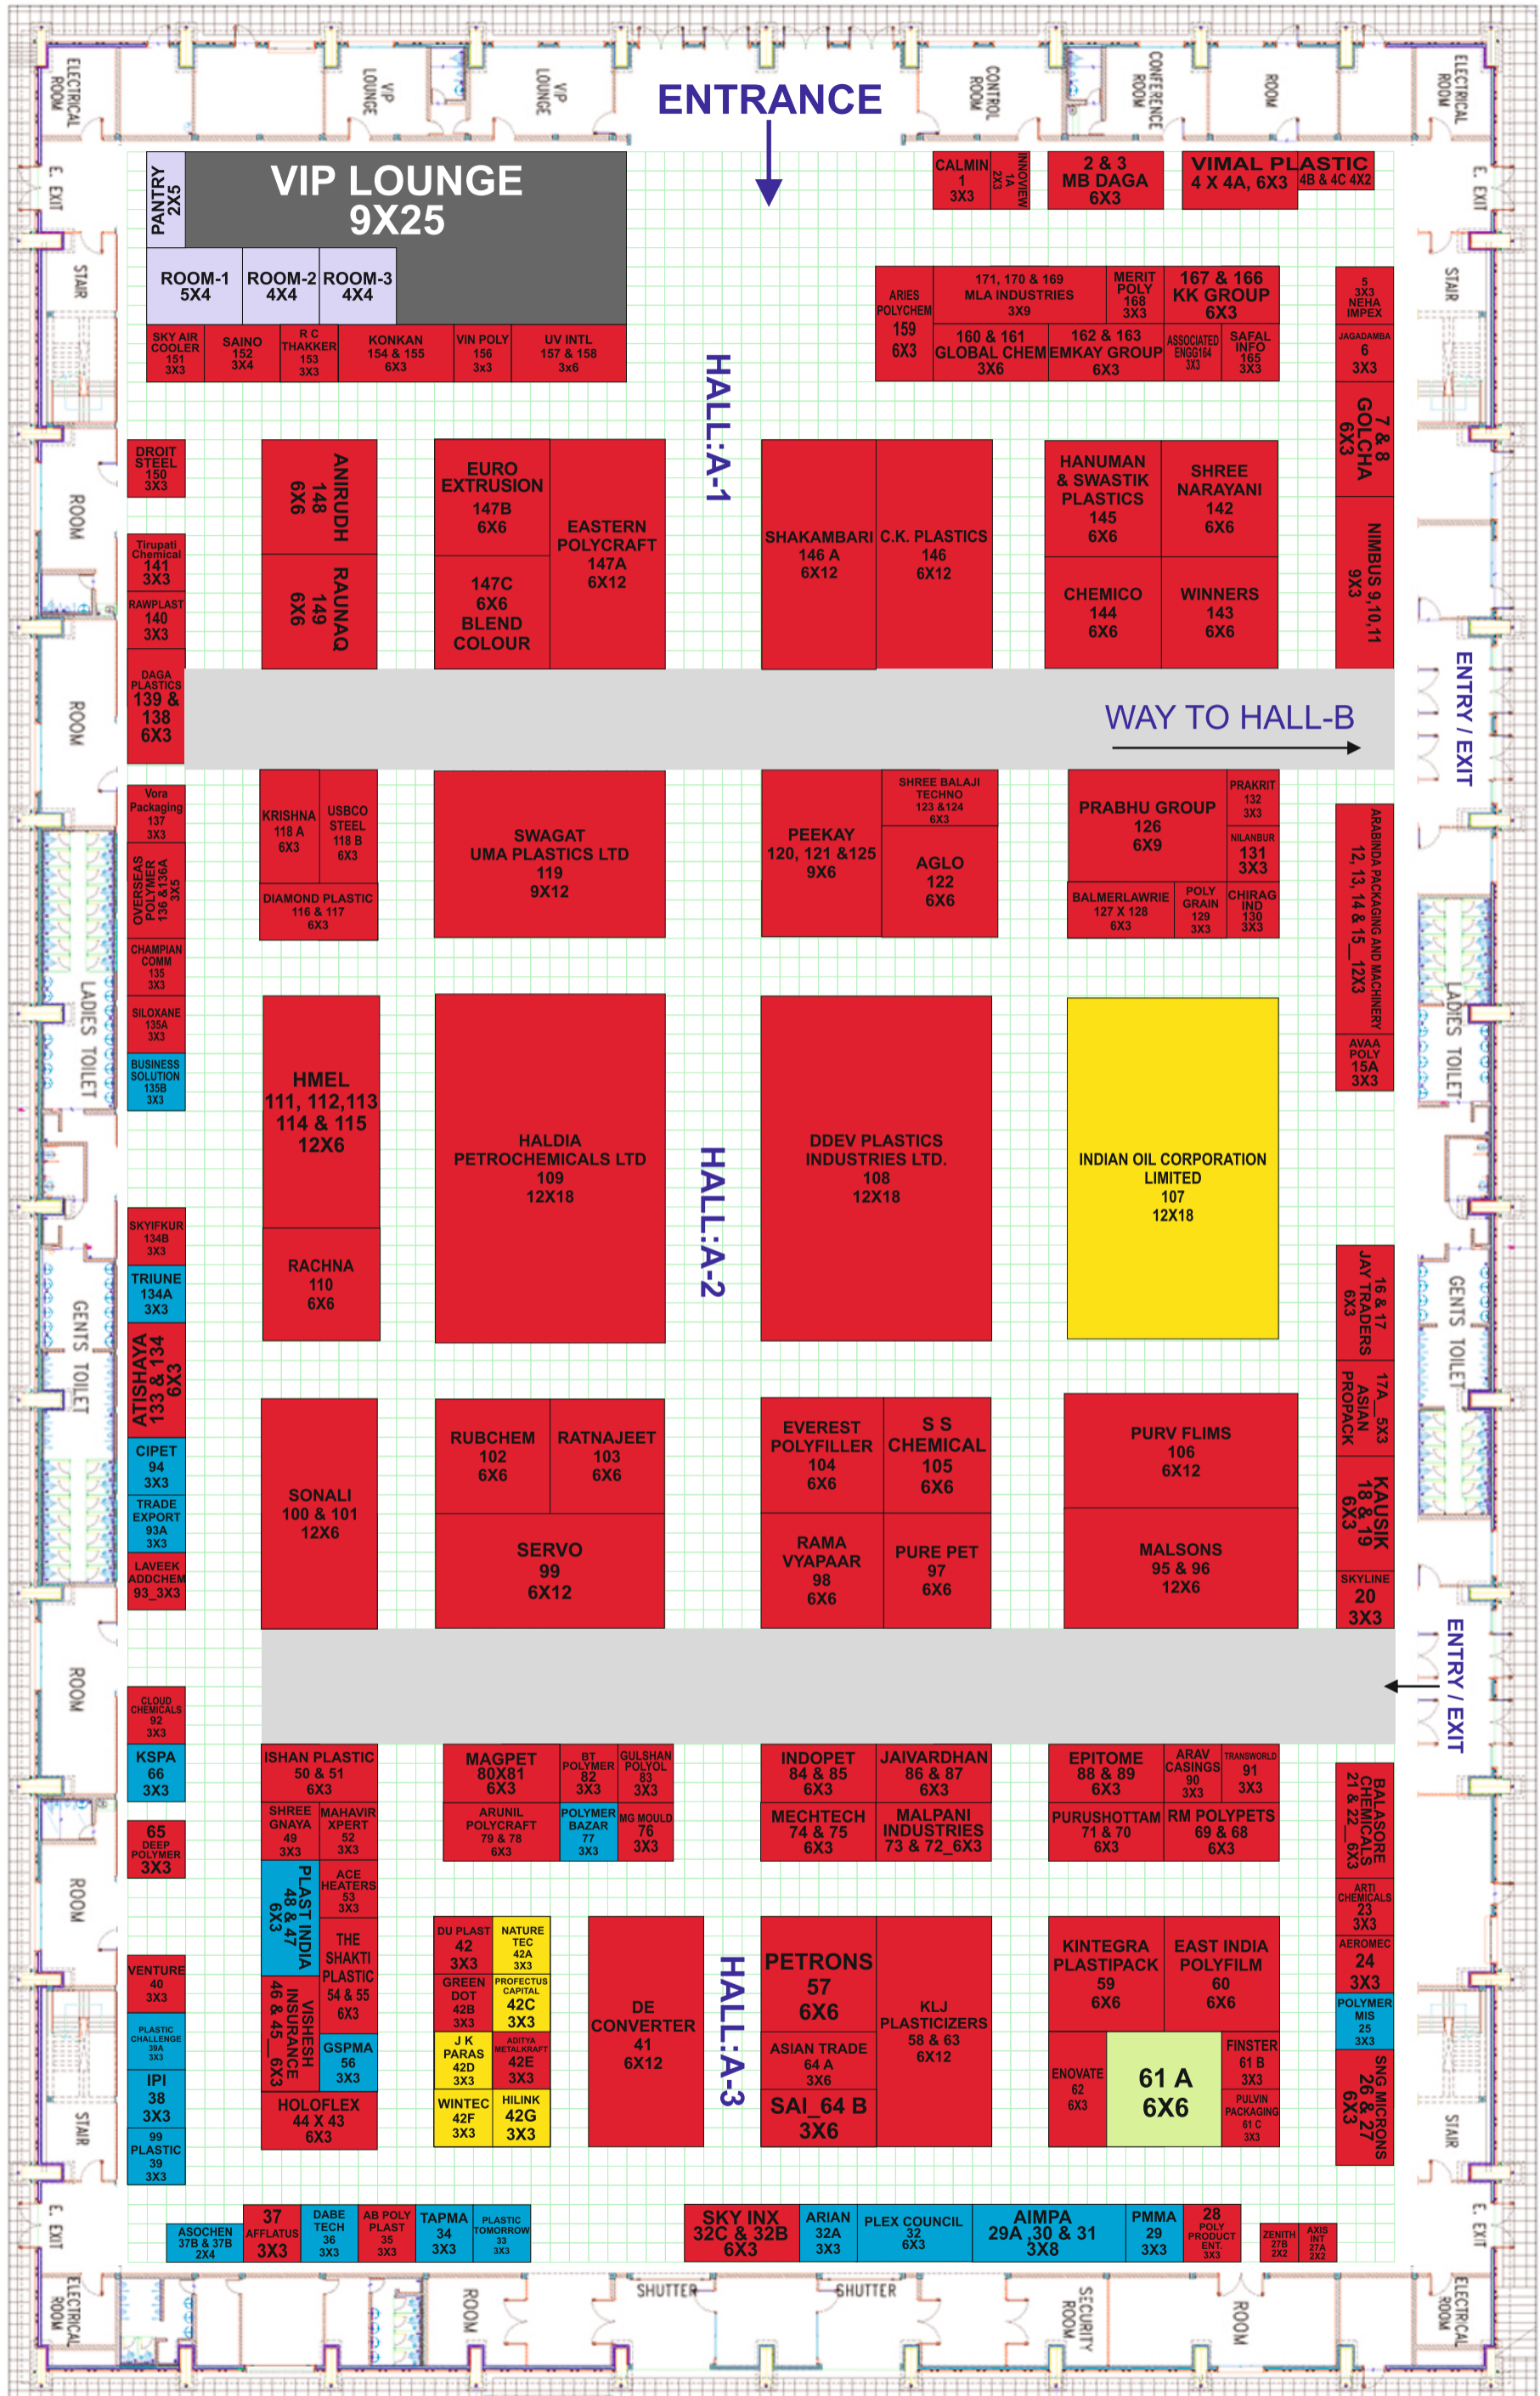 ELECTRICAL
ROOM
VIP
LOUNGE
VIP
LOUNGE
ENTRANCE
CONTROL
ROOM
CONFERENCE
ROOM
ROOM
ELECTRICAL
ROOM
E. EXIT
PANTRY
2X5
VIP LOUNGE
9X25
CALMIN
1
3X3
INNOVIEW
1A
2X3
2 & 3
MB DAGA
6X3
VIMAL PLASTIC
4 X 4A, 6X3
4B & 4C 4X2
E. EXIT
STAIR
ROOM-1
5X4
ROOM-2
4X4
ROOM-3
4X4
ARIES
POLYCHEM
159
6X3
171, 170 & 169
MLA INDUSTRIES
3X9
MERIT
POLY
168
3X3
167 & 166
KK GROUP
6X3
5
3X3
NEHA
IMPEX
STAIR
SKY AIR
COOLER
151
3X3
SAINO
152
3X4
R C
THAKKER
153
3X3
KONKAN
154 & 155
6X3
VIN POLY
156
3x3
UV INTL
157 & 158
3x6
160 & 161
GLOBAL CHEM
3X6
162 & 163
EMKAY GROUP
6X3
ASSOCIATED
ENGG164
3X3
SAFAL
INFO
165
3X3
JAGADAMBA
6
3X3
HALL:A-1
7 & 8
GOLCHA
6X3
DROIT
STEEL
150
3X3
ROOM
ANIRUDH
148
6X6
EURO
EXTRUSION
147B
6X6
EASTERN
POLYCRAFT
147A
6X12
SHAKAMBARI
146 A
6X12
C.K. PLASTICS
146
6X12
HANUMAN
& SWASTIK
PLASTICS
145
6X6
SHREE
NARAYANI
142
6X6
NIMBUS 9,10,11
9X3
Tirupati
Chemical
141
3X3
RAWPLAST
140
3X3
RAUNAQ
149
6X6
147C
6X6
BLEND
COLOUR
CHEMICO
144
6X6
WINNERS
143
6X6
DAGA
PLASTICS
139 &
138
6X3
ROOM
WAY TO HALL-B
ENTRY / EXIT
Vora
Packaging
137
3X3
KRISHNA
118 A
6X3
USBCO
STEEL
118 B
6X3
SWAGAT
UMA PLASTICS LTD
119
9X12
PEEKAY
120, 121 &125
9X6
SHREE BALAJI
TECHNO
123 &124
6X3
AGLO
122
6X6
PRABHU GROUP
126
6X9
PRAKRIT
132
3X3
NILANBUR
131
3X3
ARABINDA PACKAGING AND MACHINERY
12, 13, 14 & 15__12X3
OVERSEAS
POLYMER
136 &136A
3X5
DIAMOND PLASTIC
116 & 117
6X3
BALMERLAWRIE
127 X 128
6X3
POLY
GRAIN
129
3X3
CHIRAG
IND
130
3X3
CHAMPIAN
COMM
135
3X3
LADIES TOILET
SILOXANE
135A
3X3
BUSINESS
SOLUTION
135B
3X3
HMEL
111, 112,113
114 & 115
12X6
HALDIA
PETROCHEMICALS LTD
109
12X18
HALL:A-2
DDEV PLASTICS
INDUSTRIES LTD.
108
12X18
INDIAN OIL CORPORATION
LIMITED
107
12X18
AVAA
POLY
15A
3X3
LADIES TOILET
SKYIFKUR
134B
3X3
RACHNA
110
6X6
TRIUNE
134A
3X3
GENTS TOILET
ATISHAYA
133 & 134
6X3
16 & 17
JAY TRADERS
6X3
GENTS TOILET
17A__5X3
ASIAN
PROPACK
CIPET
94
3X3
TRADE
EXPORT
93A
3X3
LAVEEK
ADDCHEM
93_3X3
SONALI
100 & 101
12X6
RUBCHEM
102
6X6
RATNAJEET
103
6X6
SERVO
99
6X12
EVEREST
POLYFILLER
104
6X6
S S
CHEMICAL
105
6X6
RAMA
VYAPAAR
98
6X6
PURE PET
97
6X6
PURV FLIMS
106
6X12
MALSONS
95 & 96
12X6
KAUSIK
18 & 19
6X3
SKYLINE
20
3X3
ROOM
ENTRY / EXIT
CLOUD
CHEMICALS
92
3X3
KSPA
66
3X3
ISHAN PLASTIC
50 & 51
6X3
MAGPET
80X81
6X3
BT
POLYMER
82
3X3
GULSHAN
POLYOL
83
3X3
INDOPET
84 & 85
6X3
JAIVARDHAN
86 & 87
6X3
EPITOME
88 & 89
6X3
ARAV
CASINGS
90
3X3
TRANSWORLD
91
3X3
BALASORE
CHEMICALS
21 & 22__6X3
65
DEEP
POLYMER
3X3
ROOM
SHREE
GNAYA
49
3X3
MAHAVIR
XPERT
52
3X3
ARUNIL
POLYCRAFT
79 & 78
6X3
POLYMER
BAZAR
77
3X3
MG MOULD
76
3X3
MECHTECH
74 & 75
6X3
MALPANI
INDUSTRIES
73 & 72_6X3
PURUSHOTTAM
71 & 70
6X3
RM POLYPETS
69 & 68
6X3
PLAST INDIA
48 & 47
6X3
ACE
HEATERS
53
3X3
ARTI
CHEMICALS
23
3X3
VENTURE
40
3X3
THE
SHAKTI
PLASTIC
54 & 55
6X3
DU PLAST
42
3X3
NATURE
TEC
42A
3X3
GREEN
DOT
42B
3X3
PROFECTUS
CAPITAL
42C
3X3
DE
CONVERTER
41
6X12
HALL:A-3
PETRONS
57
6X6
KLJ
PLASTICIZERS
58 & 63
6X12
KINTEGRA
PLASTIPACK
59
6X6
EAST INDIA
POLYFILM
60
6X6
AEROMEC
24
3X3
PLASTIC
CHALLENGE
39A
3X3
VISHESH
INSURANCE
46 & 45__6X3
GSPMA
56
3X3
J K
PARAS
42D
3X3
ADITYA
METALKRAFT
42E
3X3
ASIAN TRADE
64 A
3X6
ENOVATE
62
6X3
61 A
6X6
FINSTER
61 B
3X3
POLYMER
MIS
25
3X3
IPI
38
3X3
STAIR
HOLOFLEX
44 X 43
6X3
WINTEC
42F
3X3
HILINK
42G
3X3
SAI_64 B
3X6
PULVIN
PACKAGING
61 C
3X3
SNG MICRONS
26 & 27
6X3
STAIR
99
PLASTIC
39
3X3
E. EXIT
ASOCHEN
37B & 37B
2X4
37
AFFLATUS
3X3
DABE
TECH
36
3X3
AB POLY
PLAST
35
3X3
TAPMA
34
3X3
PLASTIC
TOMORROW
33
3X3
SKY INX
32C & 32B
6X3
ARIAN
32A
3X3
PLEX COUNCIL
32
6X3
AIMPA
29A ,30 & 31
3X8
PMMA
29
3X3
28
POLY
PRODUCT
ENT.
3X3
ZENITH
27B
2X2
AXIS
INT
27A
2X2
E. EXIT
ELECTRICAL
ROOM
ROOM
SHUTTER
SHUTTER
SECURITY
ROOM
ROOM
ELECTRICAL
ROOM